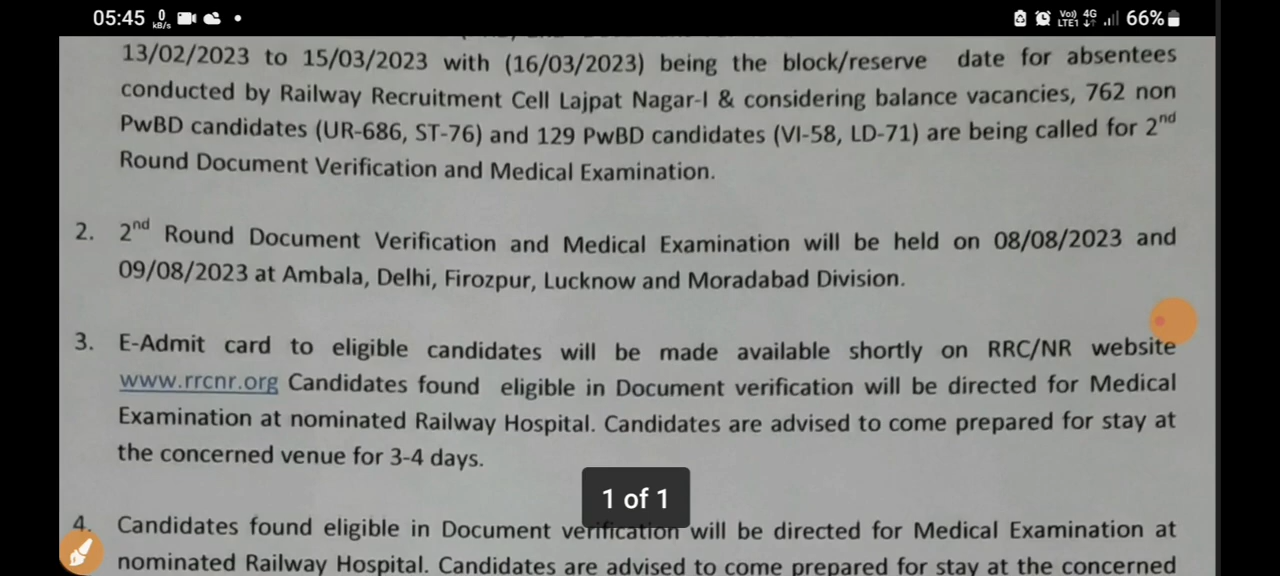 05:45 0 kB/s Vo) LTE1 4G 66%
13/02/2023 to 15/03/2023 with (16/03/2023) being the block/reserve date for absentees
conducted by Railway Recruitment Cell Lajpat Nagar-I & considering balance vacancies, 762 non
PwBD candidates (UR-686, ST-76) and 129 PwBD candidates (VI-58, LD-71) are being called for 2nd
Round Document Verification and Medical Examination.
2. 2nd Round Document Verification and Medical Examination will be held on 08/08/2023 and
09/08/2023 at Ambala, Delhi, Firozpur, Lucknow and Moradabad Division.
3. E-Admit card to eligible candidates will be made available shortly on RRC/NR website
www.rrcnr.org Candidates found eligible in Document verification will be directed for Medical
Examination at nominated Railway Hospital. Candidates are advised to come prepared for stay at
the concerned venue for 3-4 days.
1 of 1
4. Candidates found eligible in Document verification will be directed for Medical Examination at
nominated Railway Hospital. Candidates are advised to come prepared for stay at the concerned